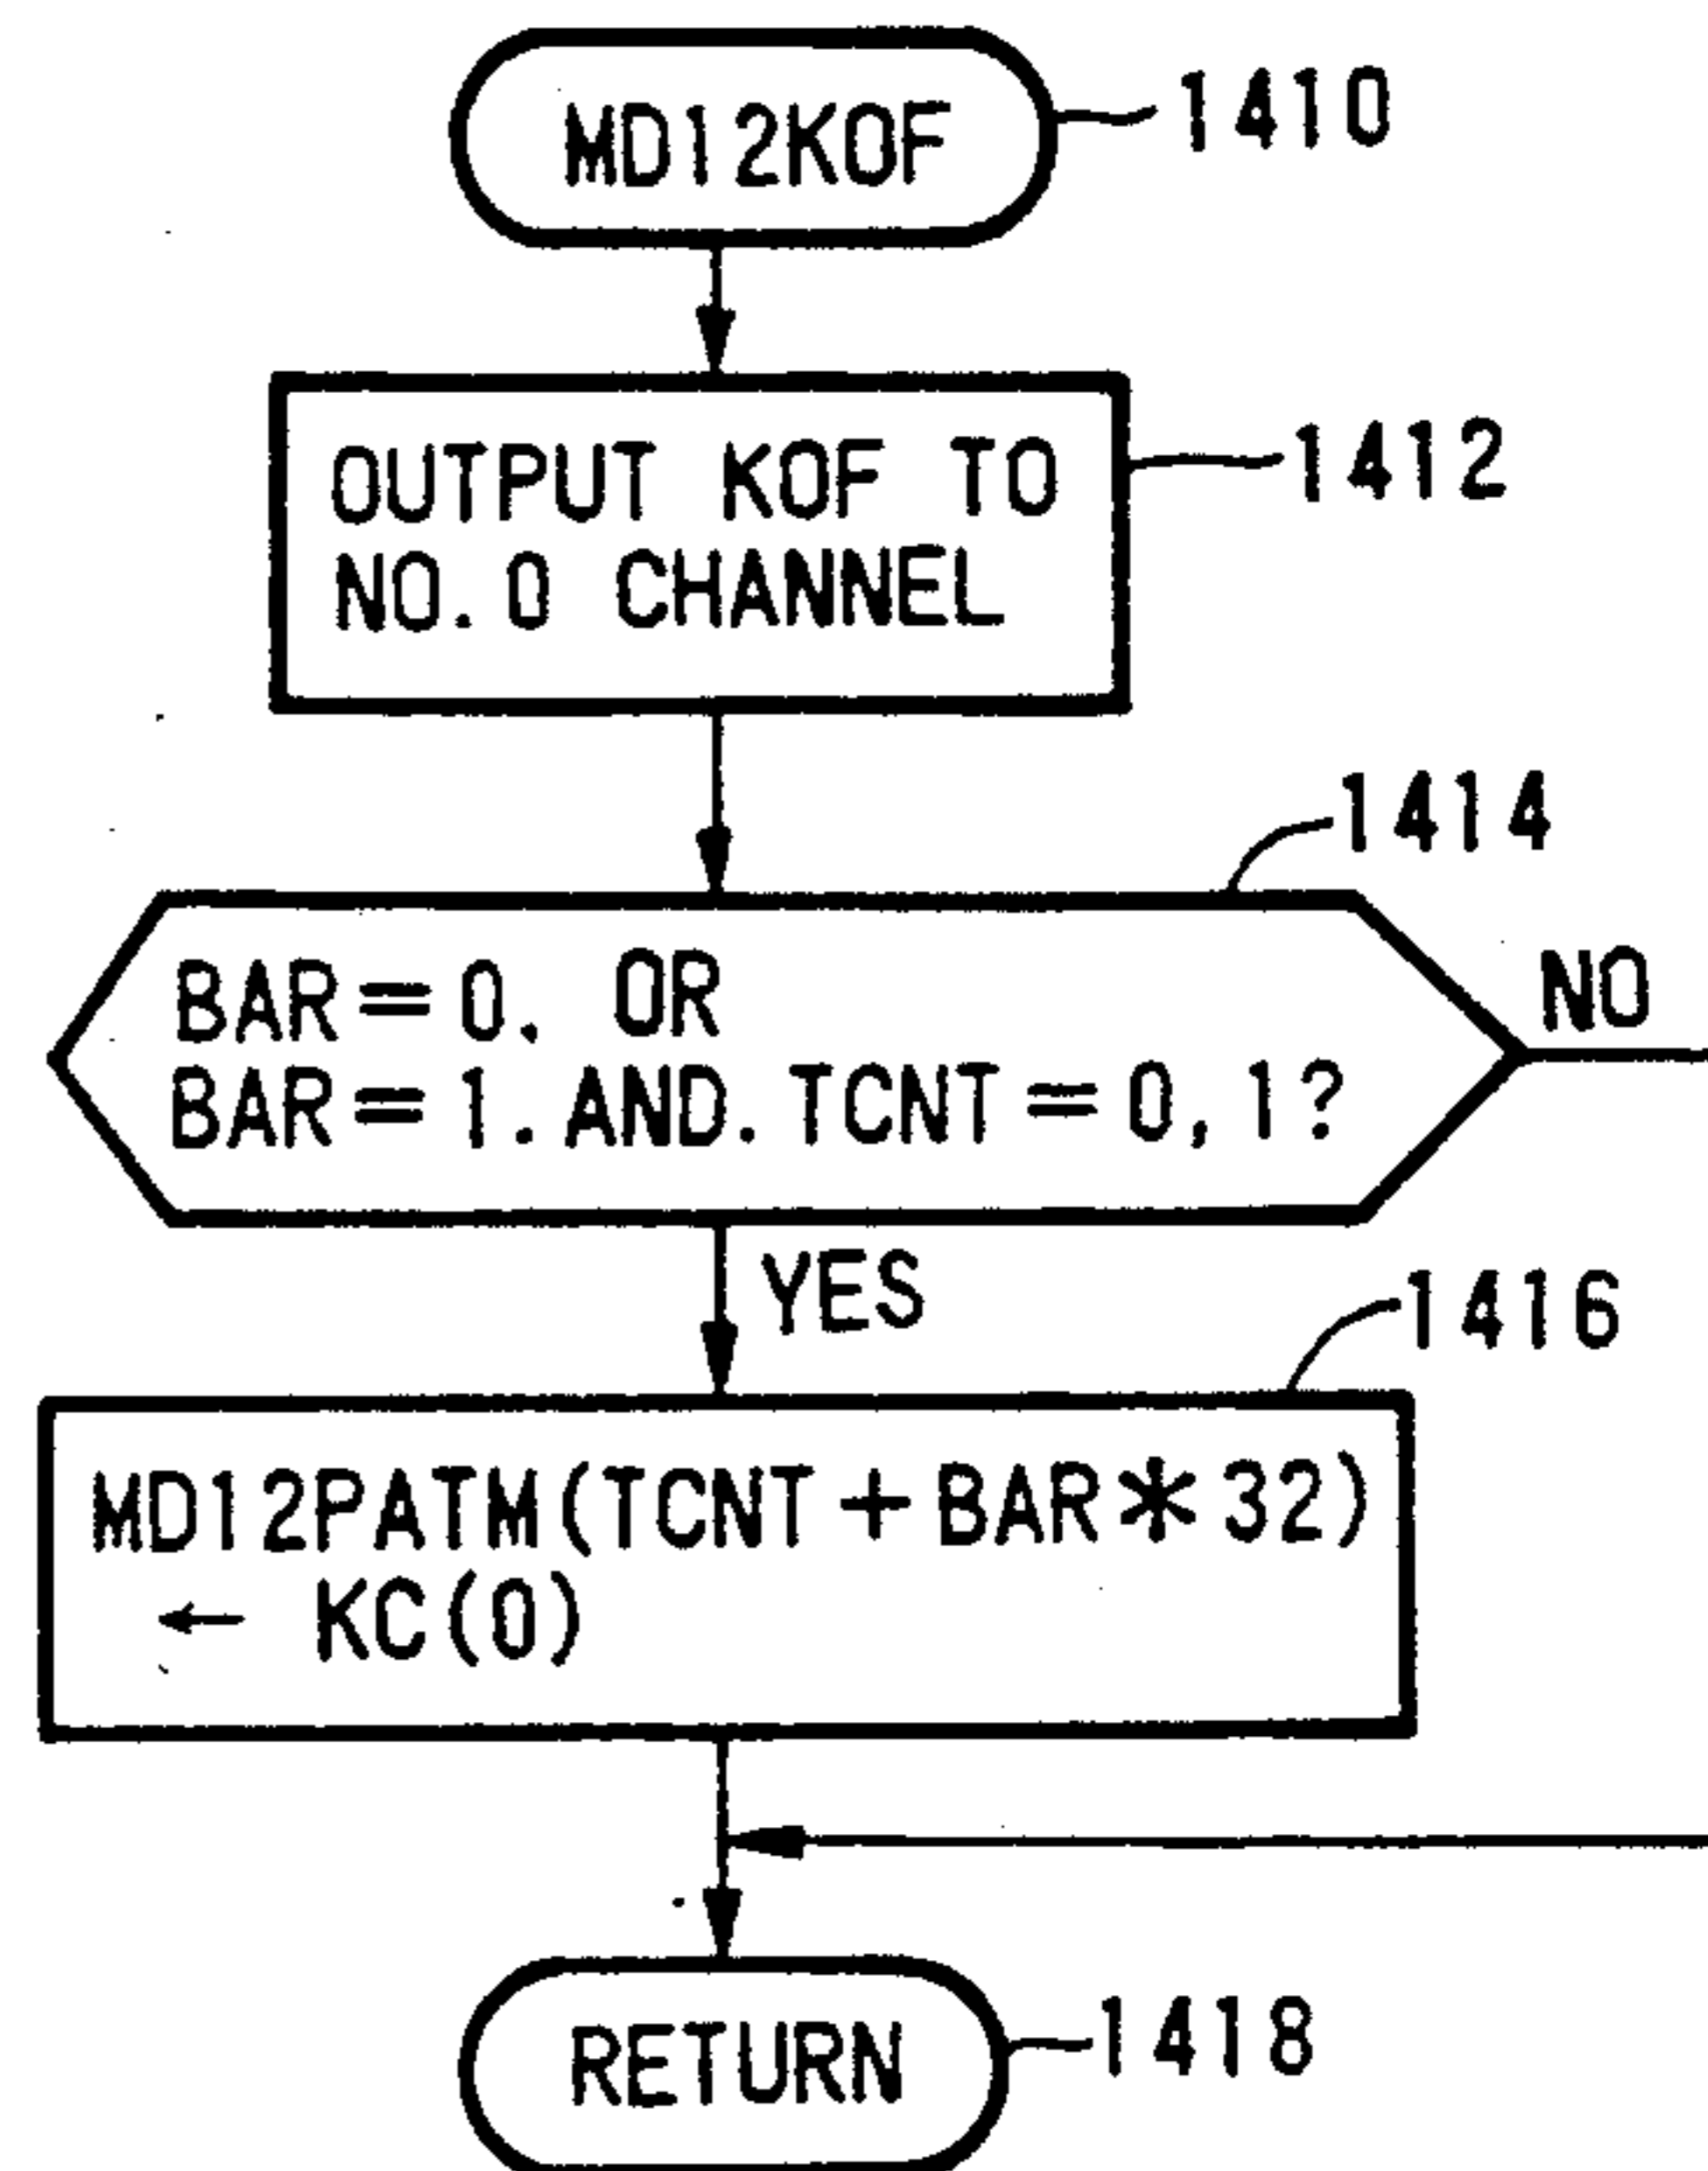 MD12KOF
1410
OUTPUT KOF TO
NO.0 CHANNEL
1412
1414
BAR=0. OR
BAR=1.AND.TCNT=0,1?
NO
YES
1416
MD12PATM(TCNT+BAR*32)
← KC(0)
RETURN
1418